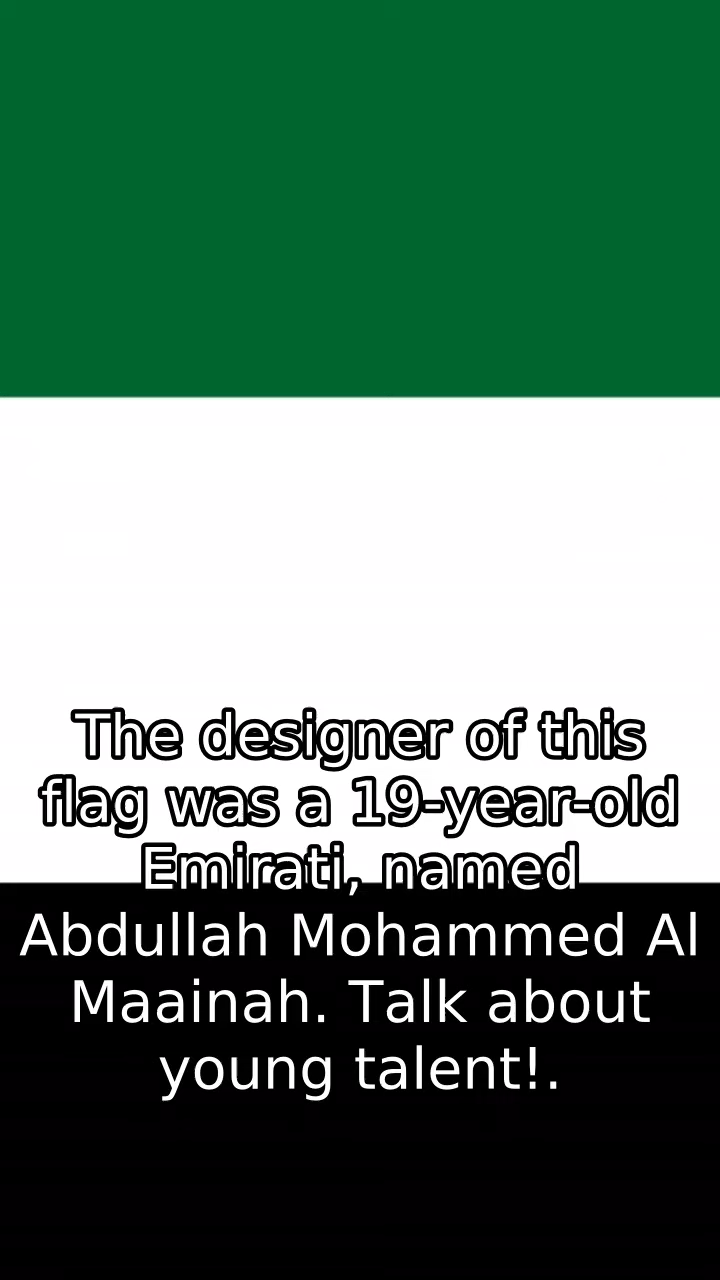 The designer of this
flag was a 19-year-old
Emirati, named
Abdullah Mohammed Al
Maainah. Talk about
young talent!.